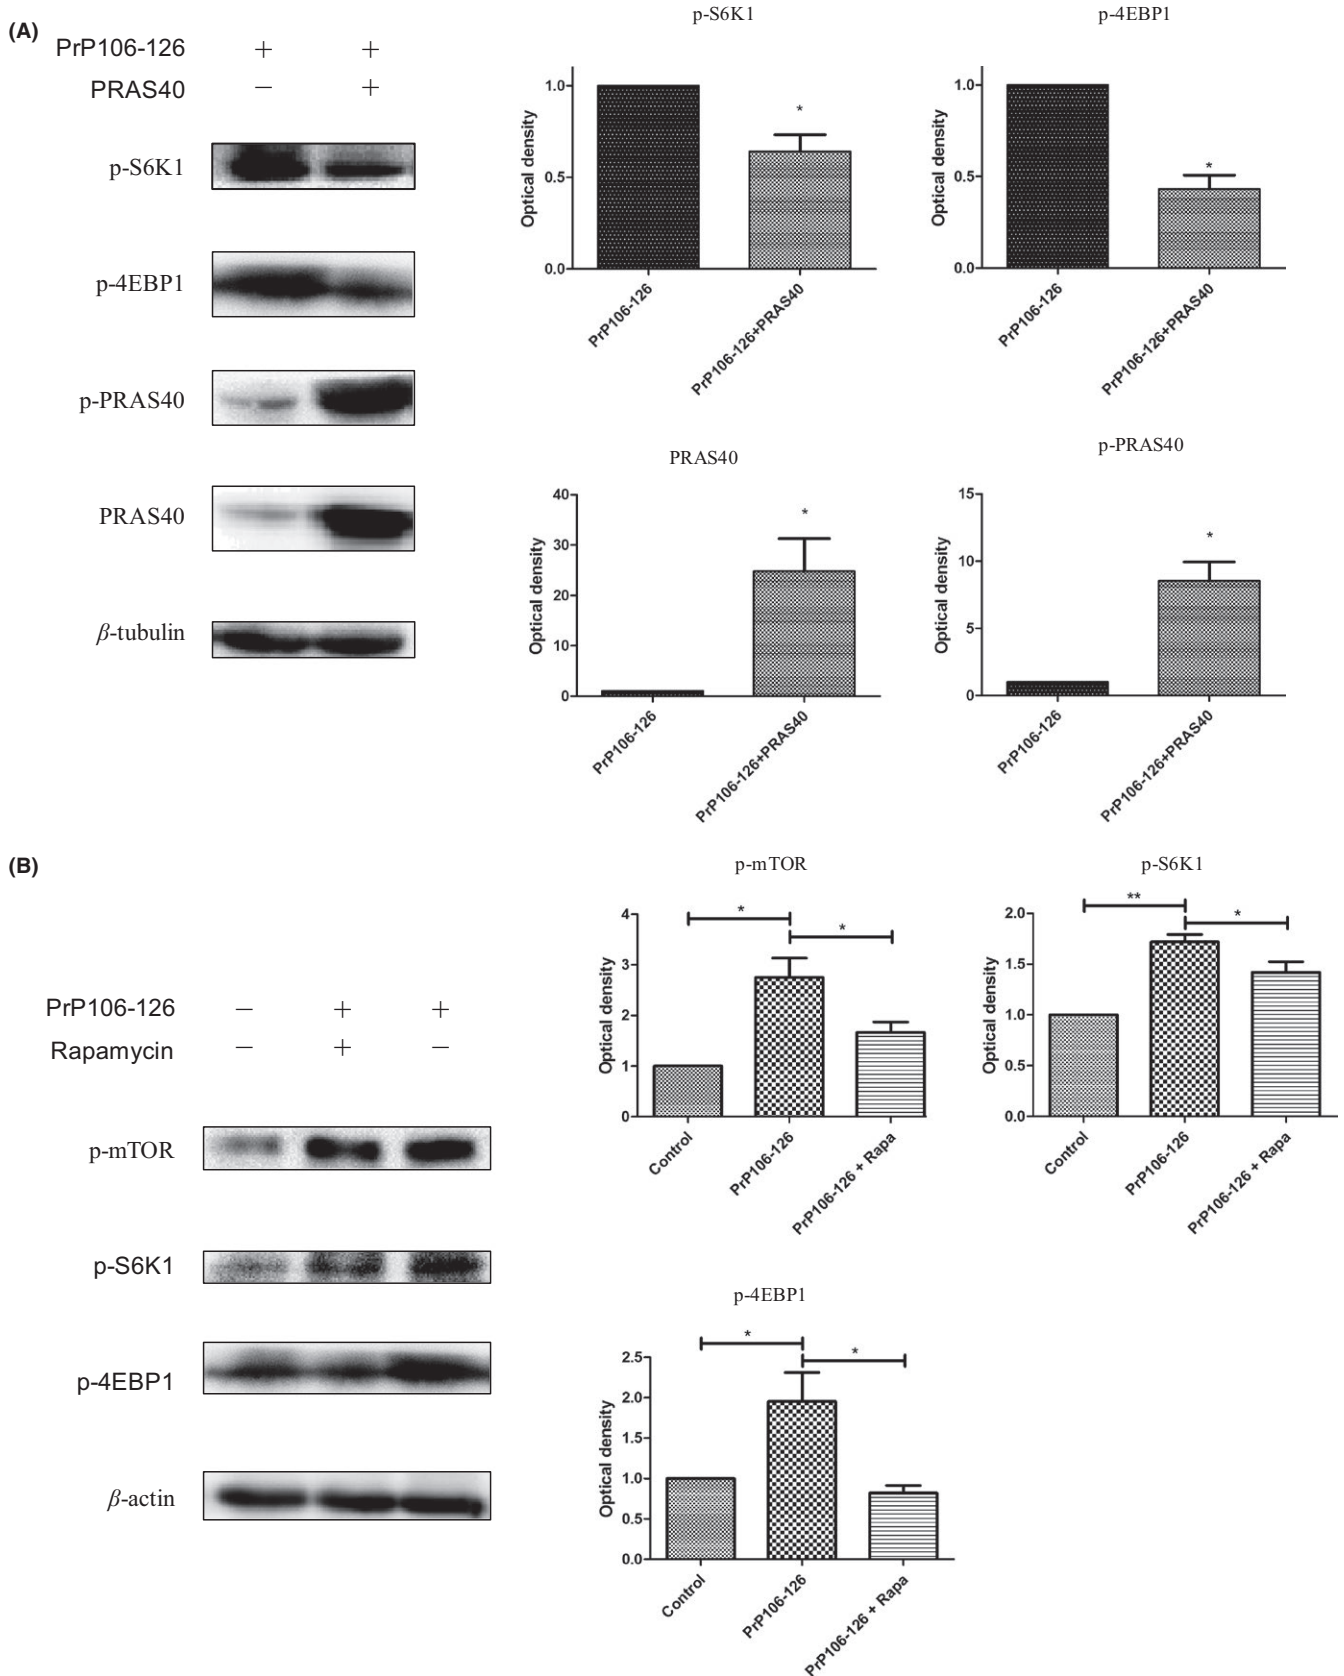 (A)
PrP106-126 + +
PRAS40 − +
p-S6K1
p-4EBP1
p-PRAS40
PRAS40
β-tubulin
p-S6K1
Optical density
1.0
0.5
0.0
*
PrP106-126
PrP106-126+PRAS40
p-4EBP1
Optical density
1.0
0.5
0.0
*
PrP106-126
PrP106-126+PRAS40
PRAS40
Optical density
40
30
20
10
0
*
PrP106-126
PrP106-126+PRAS40
p-PRAS40
Optical density
15
10
5
0
*
PrP106-126
PrP106-126+PRAS40
(B)
PrP106-126 − + +
Rapamycin − + −
p-mTOR
p-S6K1
p-4EBP1
β-actin
p-mTOR
Optical density
4
3
2
1
0
* *
Control
PrP106-126
PrP106-126 + Rapa
p-S6K1
Optical density
2.0
1.5
1.0
0.5
0.0
** *
Control
PrP106-126
PrP106-126 + Rapa
p-4EBP1
Optical density
2.5
2.0
1.5
1.0
0.5
0.0
* *
Control
PrP106-126
PrP106-126 + Rapa